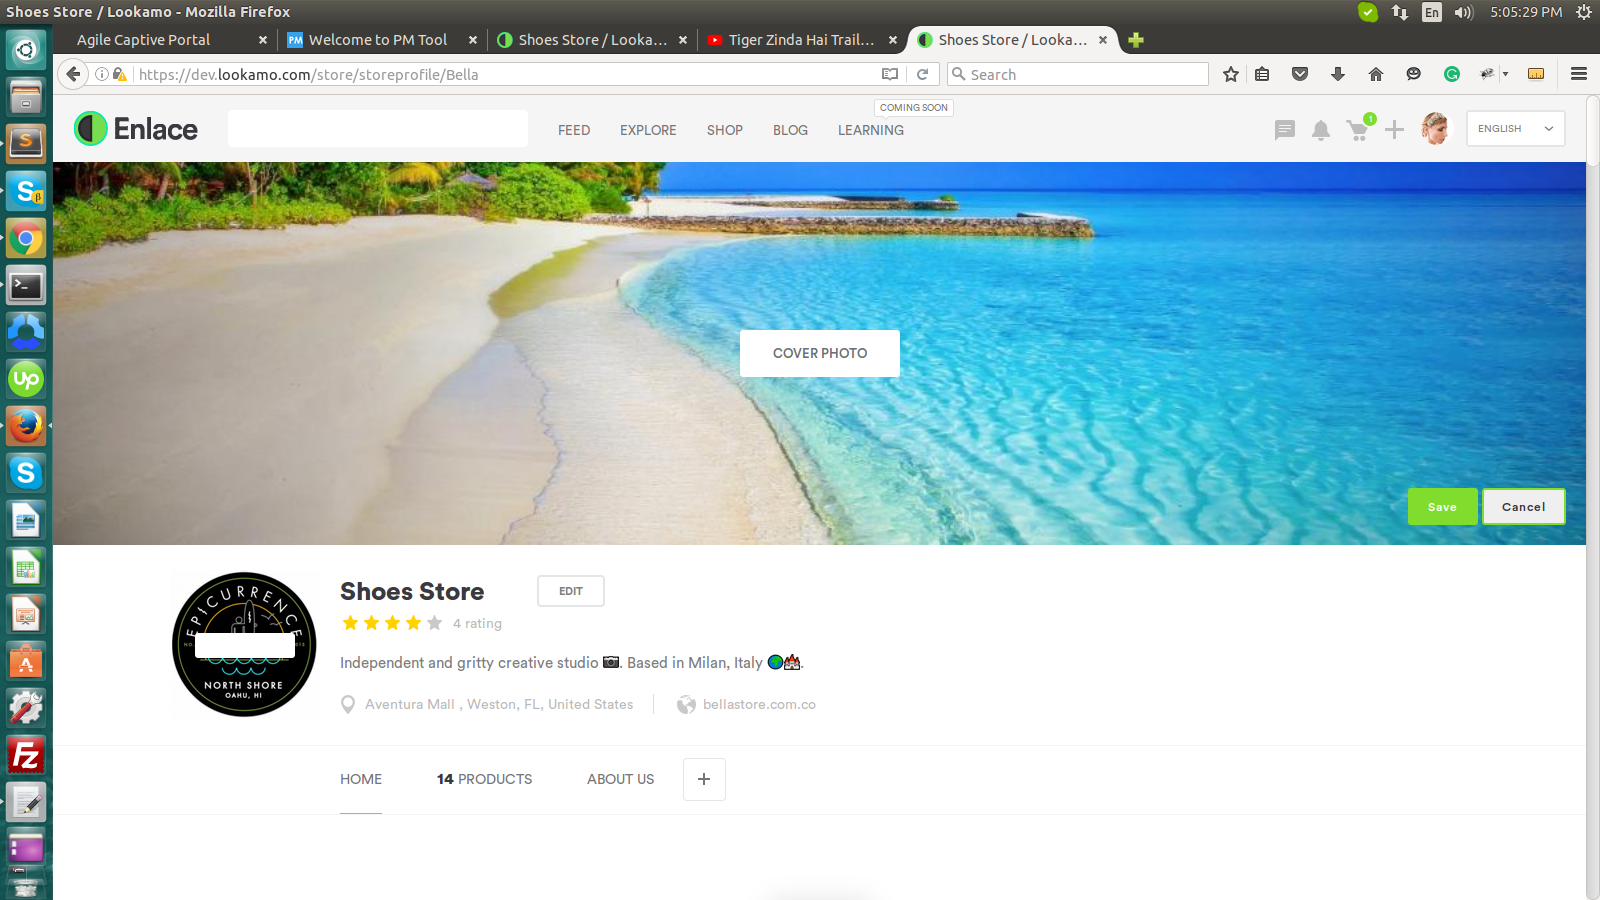 Shoes Store / Lookamo - Mozilla Firefox
En
5:05:29 PM
Agile Captive Portal
PM Welcome to PM Tool
Shoes Store / Looka...
Tiger Zinda Hai Trail...
Shoes Store / Looka...
https://dev.lookamo.com/store/storeprofile/Bella
Search
COMING SOON
Enlace
FEED
EXPLORE
SHOP
BLOG
LEARNING
1
ENGLISH
COVER PHOTO
Save
Cancel
EPICURRENCE
NORTH SHORE
OAHU, HI
Shoes Store
EDIT
4 rating
Independent and gritty creative studio 📷. Based in Milan, Italy 🌍🏰.
Aventura Mall , Weston, FL, United States
bellastore.com.co
HOME
14 PRODUCTS
ABOUT US
+